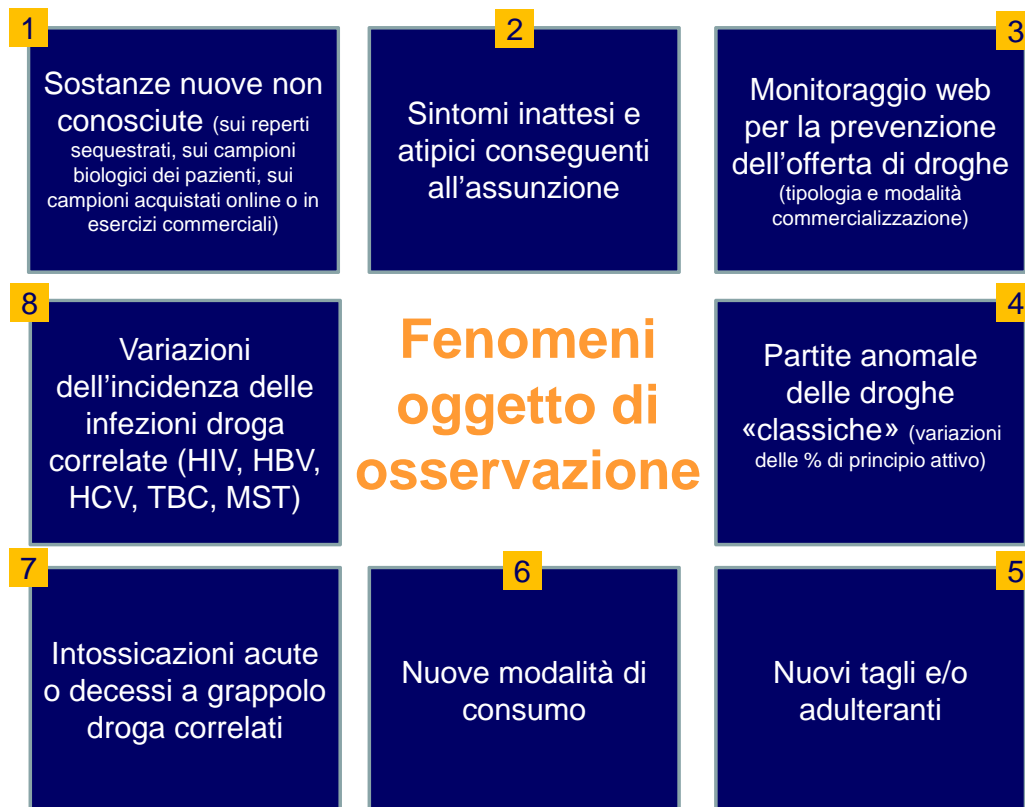 1
Sostanze nuove non
conosciute (sui reperti
sequestrati, sui campioni
biologici dei pazienti, sui
campioni acquistati online o in
esercizi commerciali)
2
Sintomi inattesi e
atipici conseguenti
all'assunzione
3
Monitoraggio web
per la prevenzione
dell'offerta di droghe
(tipologia e modalità
commercializzazione)
8
Variazioni
dell'incidenza delle
infezioni droga
correlate (HIV, HBV,
HCV, TBC, MST)
Fenomeni
oggetto di
osservazione
4
Partite anomale
delle droghe
«classiche» (variazioni
delle % di principio attivo)
7
Intossicazioni acute
o decessi a grappolo
droga correlati
6
Nuove modalità di
consumo
5
Nuovi tagli e/o
adulteranti